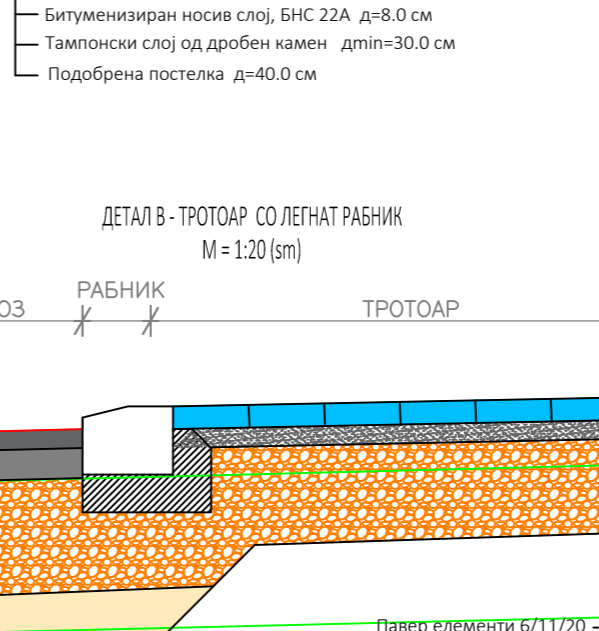 Битуменизиран носив слој, БНС 22А д=8.0 см
Тампонски слој од дробен камен дmin=30.0 см
Подобрена постелка д=40.0 см
ДЕТАЛ В - ТРОТОАР СО ЛЕГНАТ РАБНИК
М = 1:20 (sm)
РАБНИК
ОЗ
ТРОТОАР
Павер елементи 6/11/20